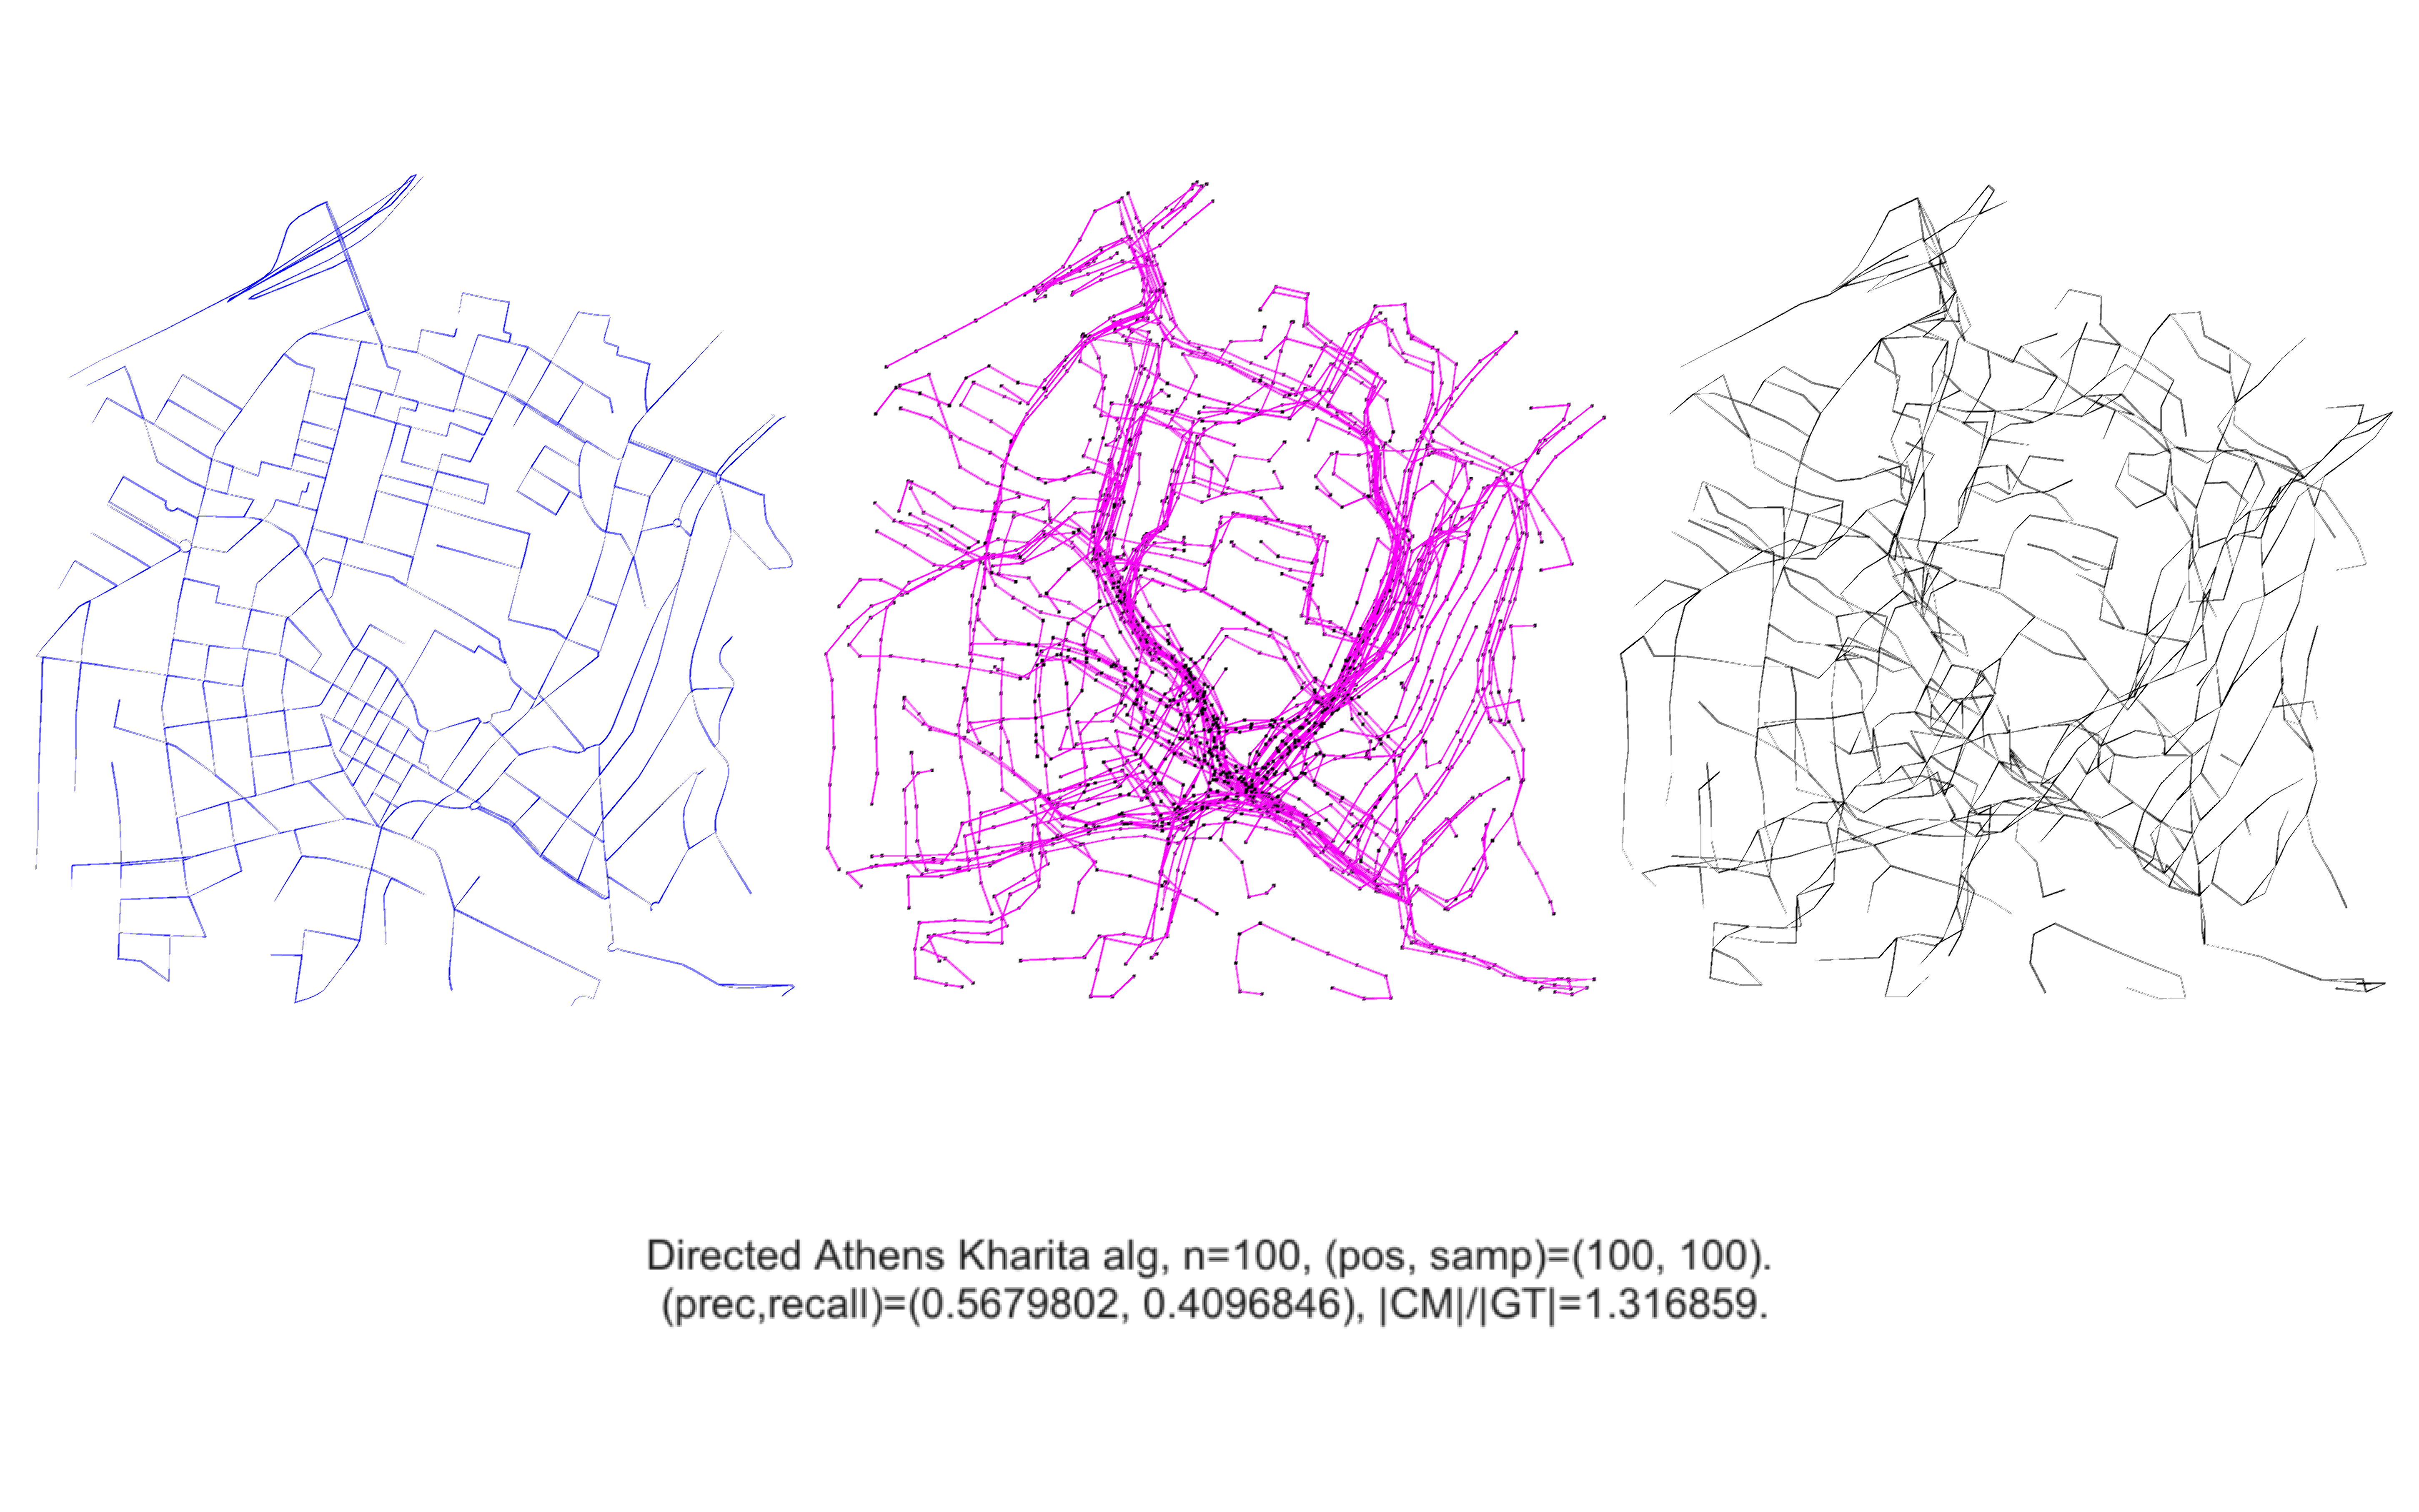 Directed Athens Kharita alg, n=100, (pos, samp)=(100, 100).
(prec,recall)=(0.5679802, 0.4096846), |CM|/|GT|=1.316859.